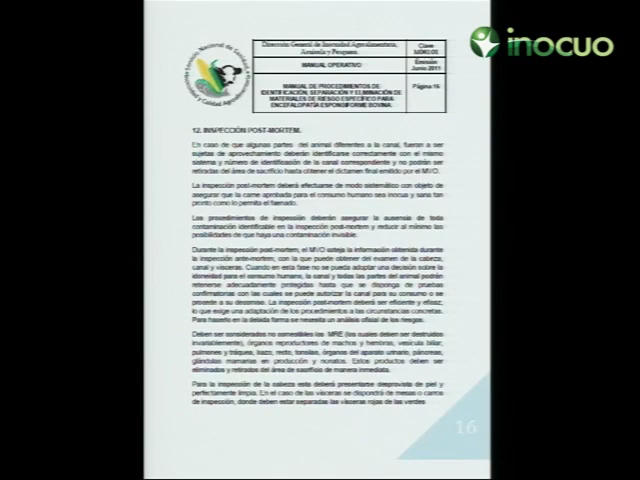 inocuo
Dirección General de Inocuidad Agroalimentaria,
Acuícola y Pesquera.
Clave
MANUAL OPERATIVO
Emisión
Junio 2011
MANUAL DE PROCEDIMIENTOS DE
IDENTIFICACIÓN, SEPARACIÓN Y ELIMINACIÓN DE
MATERIALES DE RIESGO ESPECÍFICO PARA
ENCEFALOPATÍA ESPONGIFORME BOVINA.
Página 16
Servicio Nacional de Sanidad,
Inocuidad y Calidad Agroalimentaria
12. INSPECCIÓN POST-MORTEM.
En caso de que algunas partes del animal diferentes a la canal, fueran a ser
sujetas de aprovechamiento deberán identificarse correctamente con el mismo
sistema y número de identificación de la canal correspondiente y no podrán ser
retiradas del área de sacrificio hasta obtener el dictamen final emitido por el MVO.
La inspección post-mortem deberá efectuarse de modo sistemático con objeto de
asegurar que la carne aprobada para el consumo humano sea inocua y sana tan
pronto como lo permita el faenado.
Los procedimientos de inspección deberán asegurar la ausencia de toda
contaminación identificable en la inspección post-mortem y reducir al mínimo las
posibilidades de que haya una contaminación invisible.
Durante la inspección post-mortem, el MVO coteja la información obtenida durante
la inspección ante-mortem, con la que puede obtener del examen de la cabeza,
canal y vísceras. Cuando en esta fase no se pueda adoptar una decisión sobre la
idoneidad para el consumo humano, la canal y todas las partes del animal podrán
retenerse adecuadamente protegidas hasta que se disponga de pruebas
confirmatorias con las cuales se puede autorizar la canal para su consumo o se
procede a su decomiso. La inspección post-mortem deberá ser eficiente y eficaz,
lo que exige una adaptación de los procedimientos a las circunstancias concretas.
Para hacerlo en la debida forma se necesita un análisis oficial de los riesgos.
Deben ser considerados no comestibles los MRE (los cuales deben ser destruidos
invariablemente), órganos reproductores de machos y hembras, vesícula biliar,
pulmones y tráquea, bazo, recto, tonsilas, órganos del aparato urinario, páncreas,
glándulas mamarias en producción y nonatos. Estos productos deben ser
eliminados y retirados del área de sacrificio de manera inmediata.
Para la inspección de la cabeza esta deberá presentarse desprovista de piel y
perfectamente limpia. En el caso de las vísceras se dispondrá de mesas o carros
de inspección, donde deben estar separadas las vísceras rojas de las verdes
16